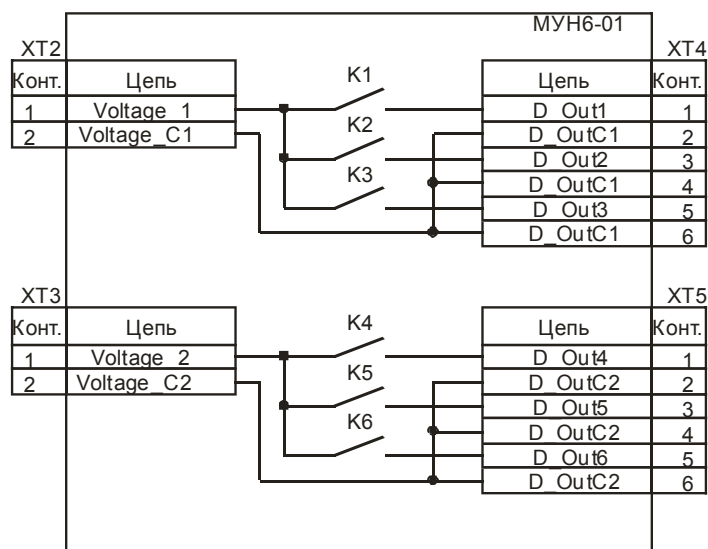 МУН6-01
XT2
XT4
Конт. Цепь
K1
Цепь Конт.
1 Voltage_1
D_Out1 1
2 Voltage_C1
K2
D_OutC1 2
D_Out2 3
K3
D_OutC1 4
D_Out3 5
D_OutC1 6
XT3
XT5
Конт. Цепь
K4
Цепь Конт.
1 Voltage_2
D_Out4 1
2 Voltage_C2
K5
D_OutC2 2
D_Out5 3
K6
D_OutC2 4
D_Out6 5
D_OutC2 6